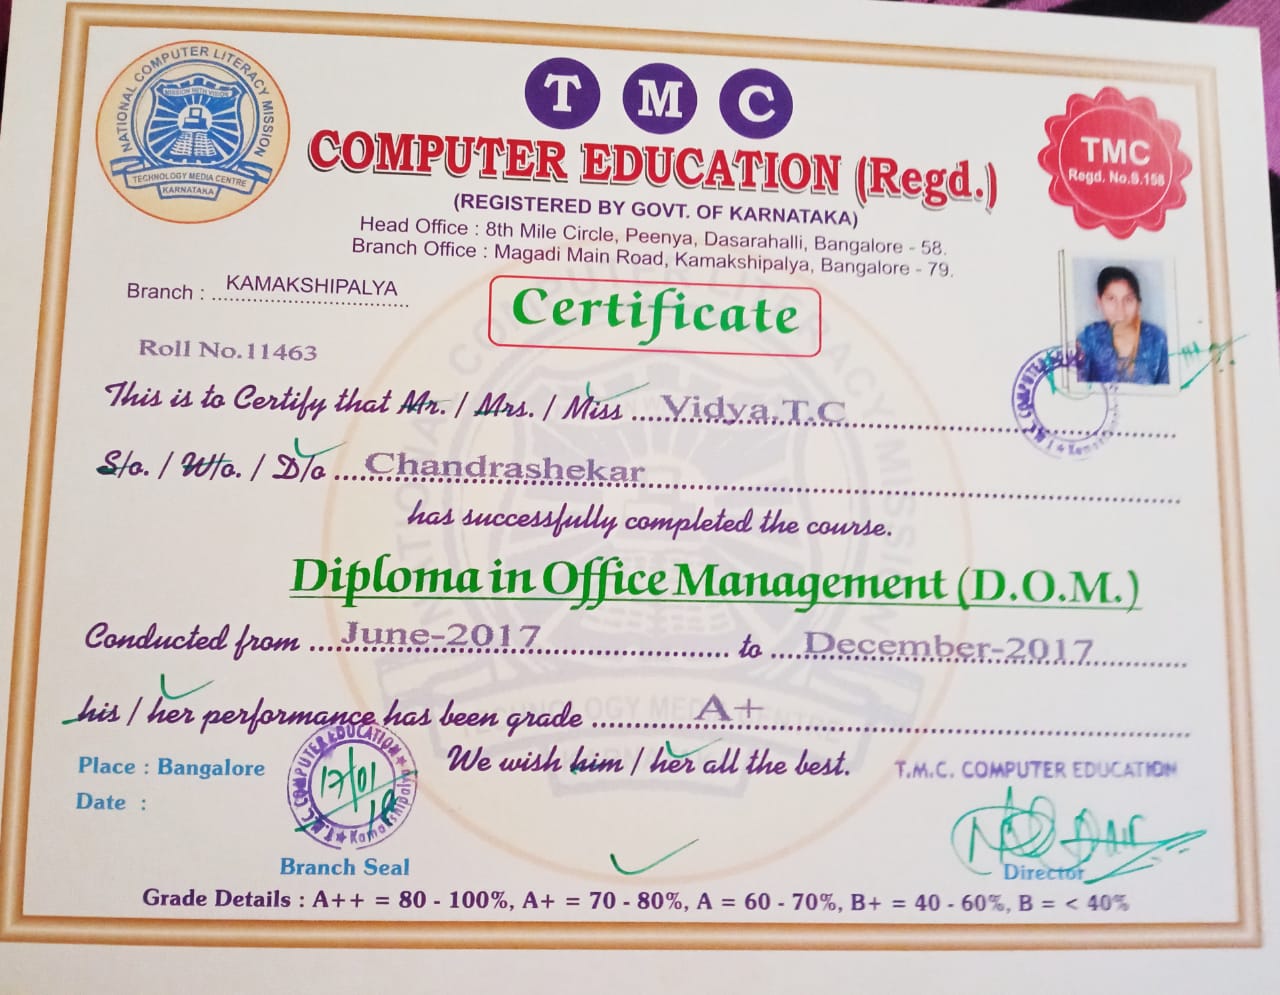 NATIONAL COMPUTER LITERACY MISSION
MISSION WITH VISION
TECHNOLOGY MEDIA CENTRE
KARNATAKA
T M C
COMPUTER EDUCATION (Regd.)
(REGISTERED BY GOVT. OF KARNATAKA)
Head Office : 8th Mile Circle, Peenya, Dasarahalli, Bangalore - 58.
Branch Office : Magadi Main Road, Kamakshipalya, Bangalore - 79.
TMC
Regd. No.S.158
Branch : KAMAKSHIPALYA
Certificate
Roll No.11463
This is to Certify that Mr. / Mrs. / Miss ....Vidya.T.C
S/o. / W/o. / D/o ...Chandrashekar
has successfully completed the course.
Diploma in Office Management (D.O.M.)
Conducted from ....June-2017 to ....December-2017
his / her performance has been grade A+
We wish him / her all the best.
Place : Bangalore
Date :
T.M.C. COMPUTER EDUCATION
Kamakshipalya
17/01/18
Branch Seal
T.M.C. COMPUTER EDUCATION
Director
Grade Details : A++ = 80 - 100%, A+ = 70 - 80%, A = 60 - 70%, B+ = 40 - 60%, B = < 40%